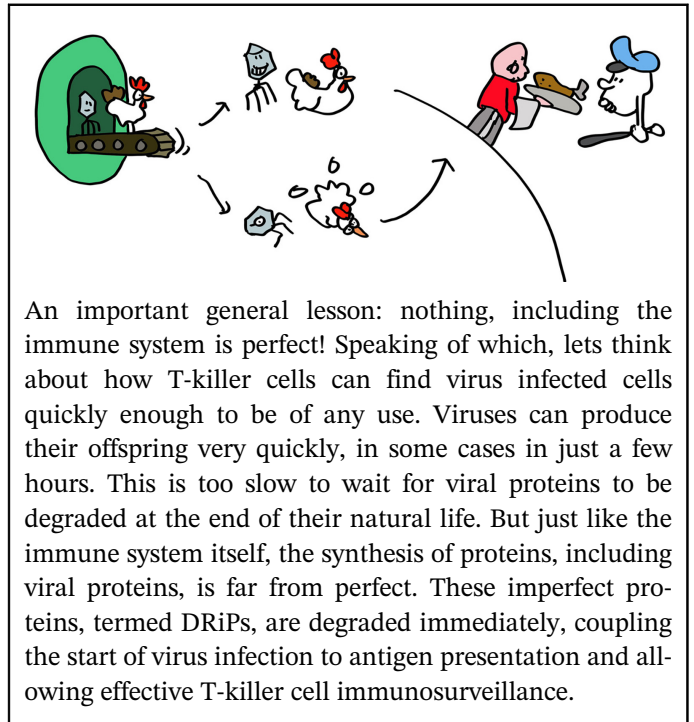 An important general lesson: nothing, including the
immune system is perfect! Speaking of which, lets think
about how T-killer cells can find virus infected cells
quickly enough to be of any use. Viruses can produce
their offspring very quickly, in some cases in just a few
hours. This is too slow to wait for viral proteins to be
degraded at the end of their natural life. But just like the
immune system itself, the synthesis of proteins, including
viral proteins, is far from perfect. These imperfect pro-
teins, termed DRiPs, are degraded immediately, coupling
the start of virus infection to antigen presentation and all-
owing effective T-killer cell immunosurveillance.